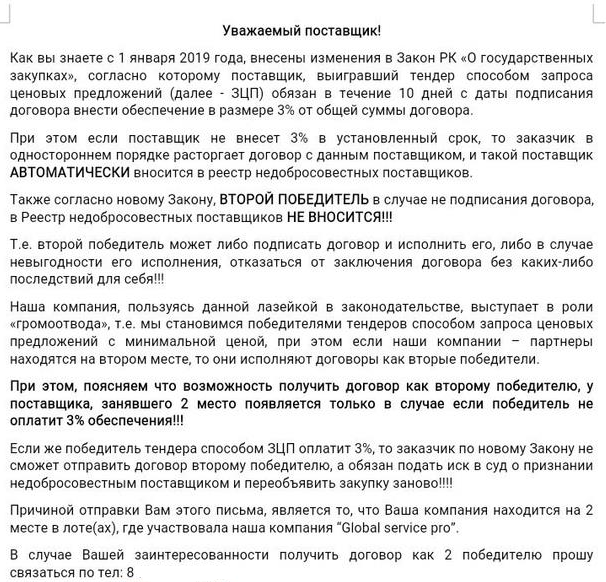 Уважаемый поставщик!
Как вы знаете с 1 января 2019 года, внесены изменения в Закон РК «О государственных
закупках», согласно которому поставщик, выигравший тендер способом запроса
ценовых предложений (далее - ЗЦП) обязан в течение 10 дней с даты подписания
договора внести обеспечение в размере 3% от общей суммы договора.
При этом если поставщик не внесет 3% в установленный срок, то заказчик в
одностороннем порядке расторгает договор с данным поставщиком, и такой поставщик
АВТОМАТИЧЕСКИ вносится в реестр недобросовестных поставщиков.
Также согласно новому Закону, ВТОРОЙ ПОБЕДИТЕЛЬ в случае не подписания договора,
в Реестр недобросовестных поставщиков НЕ ВНОСИТСЯ!!!
Т.е. второй победитель может либо подписать договор и исполнить его, либо в случае
невыгодности его исполнения, отказаться от заключения договора без каких-либо
последствий для себя!!!
Наша компания, пользуясь данной лазейкой в законодательстве, выступает в роли
«громоотвода», т.е. мы становимся победителями тендеров способом запроса ценовых
предложений с минимальной ценой, при этом если наши компании – партнеры
находятся на втором месте, то они исполняют договоры как вторые победители.
При этом, поясняем что возможность получить договор как второму победителю, у
поставщика, занявшего 2 место появляется только в случае если победитель не
оплатит 3% обеспечения!!!
Если же победитель тендера способом ЗЦП оплатит 3%, то заказчик по новому Закону не
сможет отправить договор второму победителю, а обязан подать иск в суд о признании
недобросовестным поставщиком и переобъявить закупку заново!!!!
Причиной отправки Вам этого письма, является то, что Ваша компания находится на 2
месте в лоте(ах), где участвовала наша компания “Global service pro”.
В случае Вашей заинтересованности получить договор как 2 победителю прошу
связаться по тел: 8